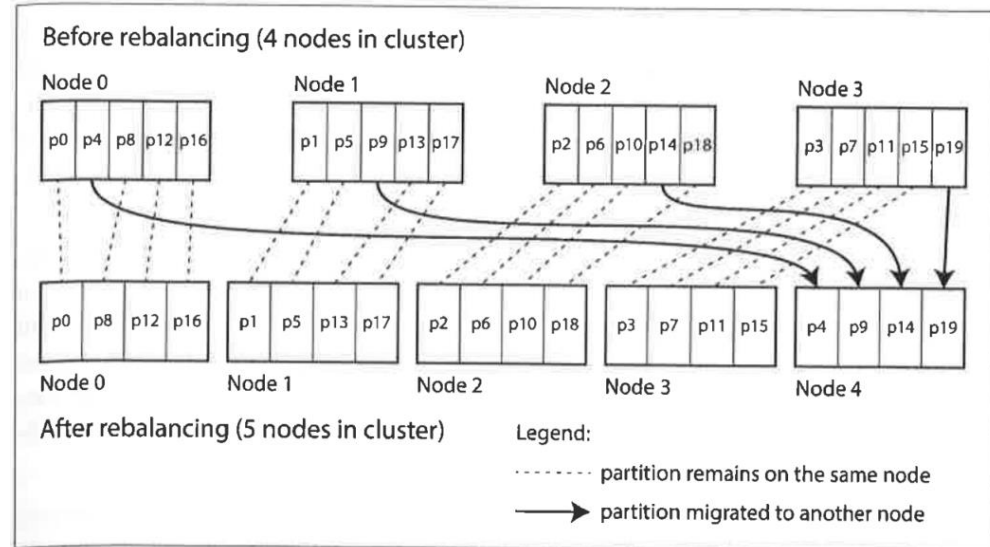 Before rebalancing (4 nodes in cluster)
Node 0 Node 1 Node 2 Node 3
p0 p4 p8 p12 p16 p1 p5 p9 p13 p17 p2 p6 p10 p14 p18 p3 p7 p11 p15 p19
p0 p8 p12 p16 p1 p5 p13 p17 p2 p6 p10 p18 p3 p7 p11 p15 p4 p9 p14 p19
Node 0 Node 1 Node 2 Node 3 Node 4
After rebalancing (5 nodes in cluster)
Legend:
partition remains on the same node
partition migrated to another node